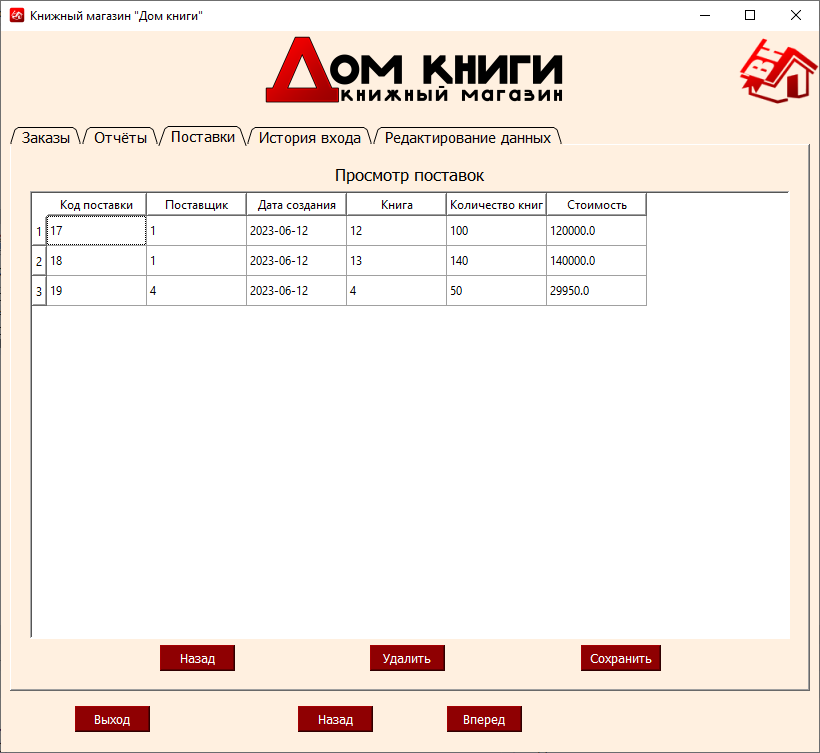 Книжный магазин "Дом книги"
Дом книги
книжный магазин
Заказы Отчёты Поставки История входа Редактирование данных
Просмотр поставок
Код поставки Поставщик Дата создания Книга Количество книг Стоимость
1 17 1 2023-06-12 12 100 120000.0
2 18 1 2023-06-12 13 140 140000.0
3 19 4 2023-06-12 4 50 29950.0
Назад Удалить Сохранить
Выход Назад Вперед